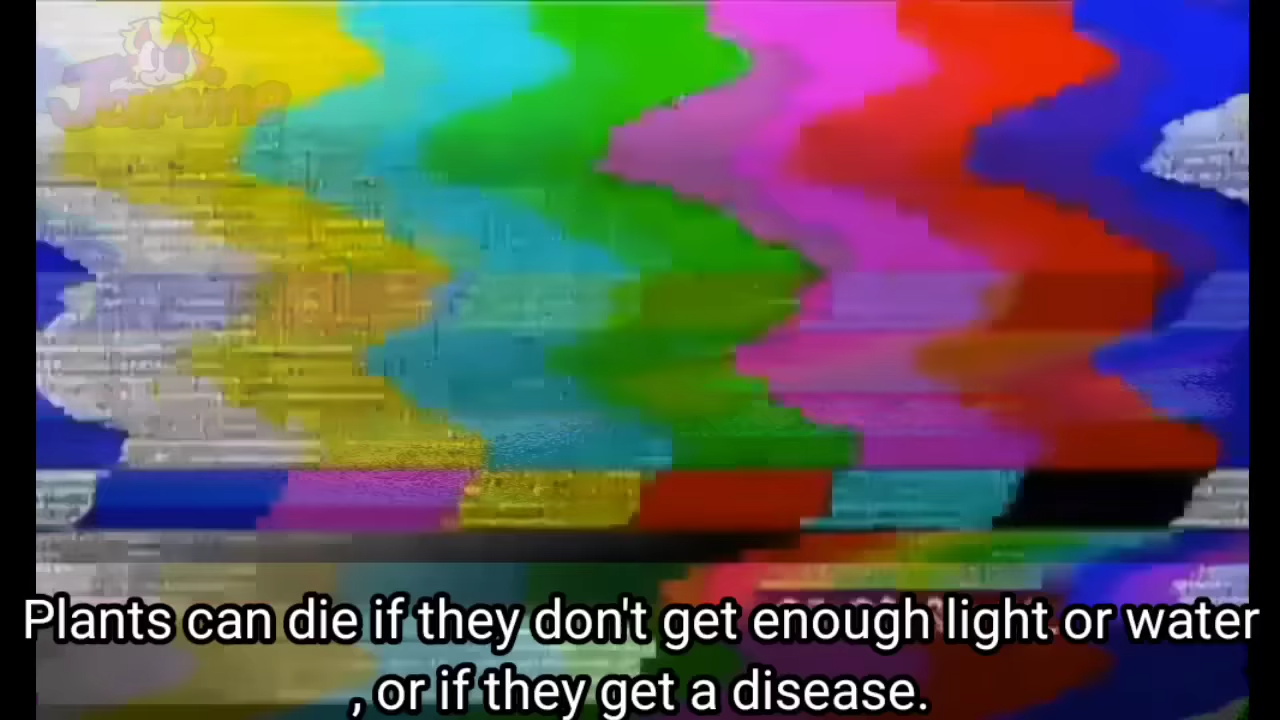 Plants can die if they don't get enough light or water
, or if they get a disease.